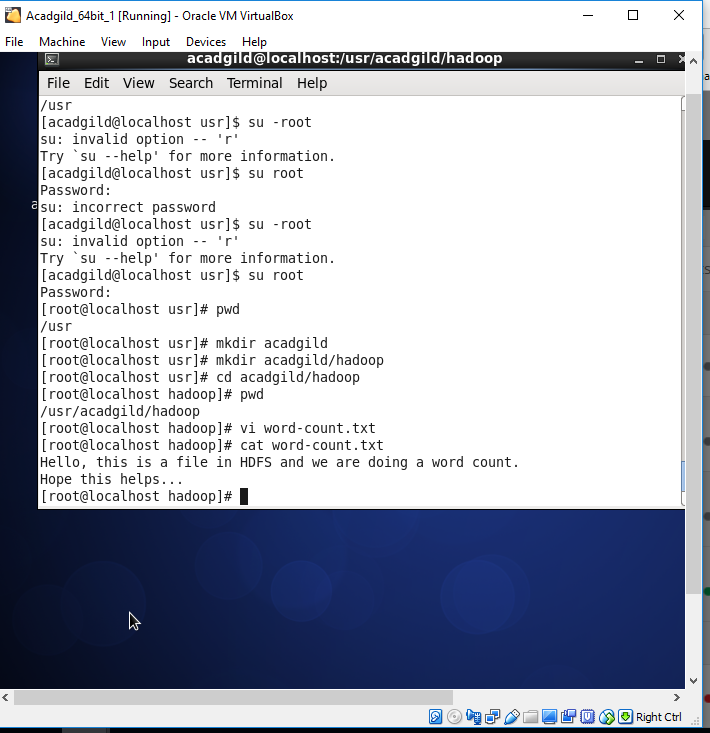 Acadgild_64bit_1 [Running] - Oracle VM VirtualBox
File Machine View Input Devices Help
acadgild@localhost:/usr/acadgild/hadoop
File Edit View Search Terminal Help
/usr
[acadgild@localhost usr]$ su -root
su: invalid option -- 'r'
Try `su --help' for more information.
[acadgild@localhost usr]$ su root
Password:
su: incorrect password
[acadgild@localhost usr]$ su -root
su: invalid option -- 'r'
Try `su --help' for more information.
[acadgild@localhost usr]$ su root
Password:
[root@localhost usr]# pwd
/usr
[root@localhost usr]# mkdir acadgild
[root@localhost usr]# mkdir acadgild/hadoop
[root@localhost usr]# cd acadgild/hadoop
[root@localhost hadoop]# pwd
/usr/acadgild/hadoop
[root@localhost hadoop]# vi word-count.txt
[root@localhost hadoop]# cat word-count.txt
Hello, this is a file in HDFS and we are doing a word count.
Hope this helps...
[root@localhost hadoop]#
Right Ctrl